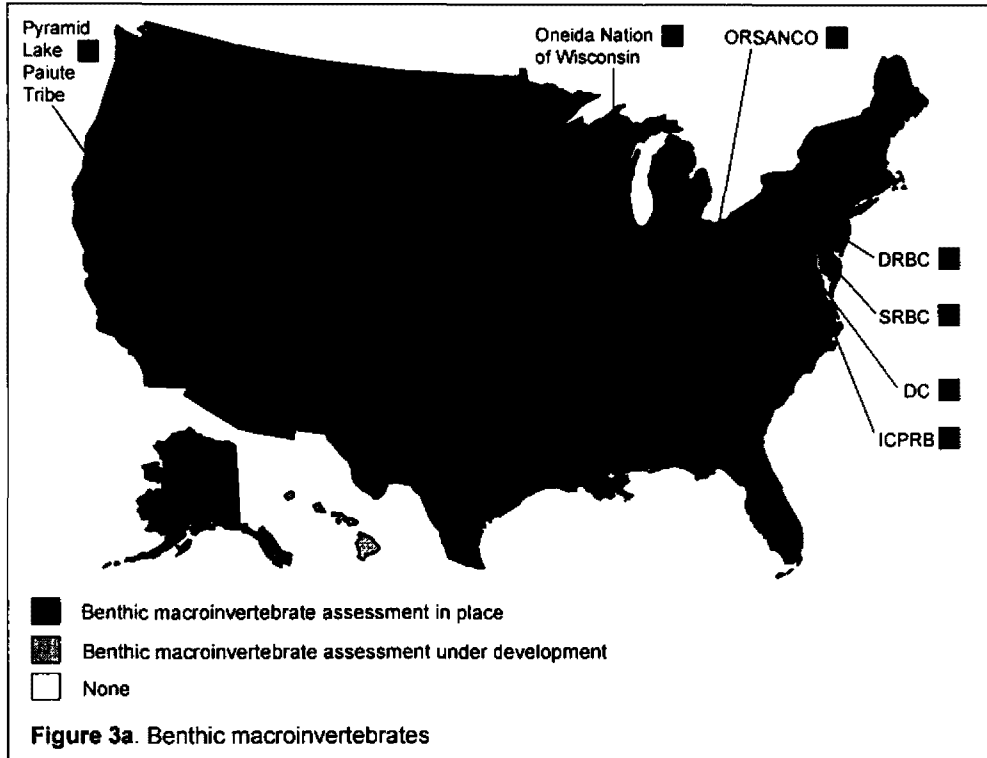 Pyramid
Lake
Paiute
Tribe
Oneida Nation
of Wisconsin
ORSANCO
DRBC
SRBC
DC
ICPRB
Benthic macroinvertebrate assessment in place
Benthic macroinvertebrate assessment under development
None
Figure 3a. Benthic macroinvertebrates